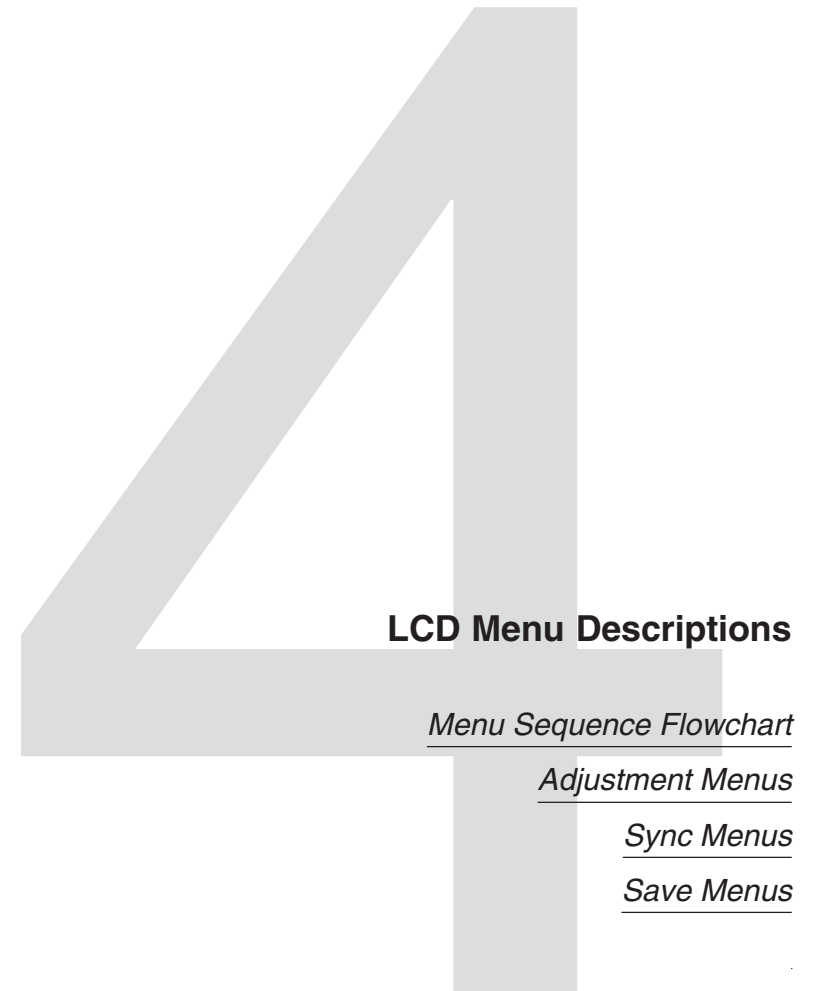 4
LCD Menu Descriptions
Menu Sequence Flowchart
Adjustment Menus
Sync Menus
Save Menus
.